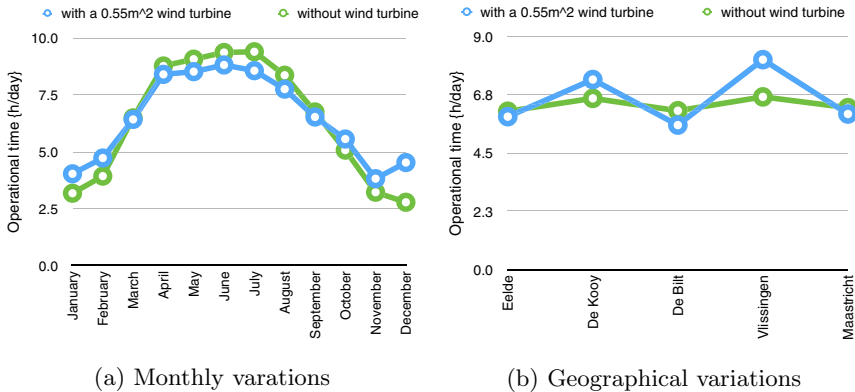 with a 0.55m^2 wind turbine
without wind turbine
Operational time {h/day}
10.0
7.5
5.0
2.5
0.0
January
February
March
April
May
June
July
August
September
October
November
December
(a) Monthly varations
with a 0.55m^2 wind turbine
without wind turbine
Operational time {h/day}
9.0
6.8
4.5
2.3
0.0
Eelde
De Kooy
De Bilt
Vlissingen
Maastricht
(b) Geographical variations